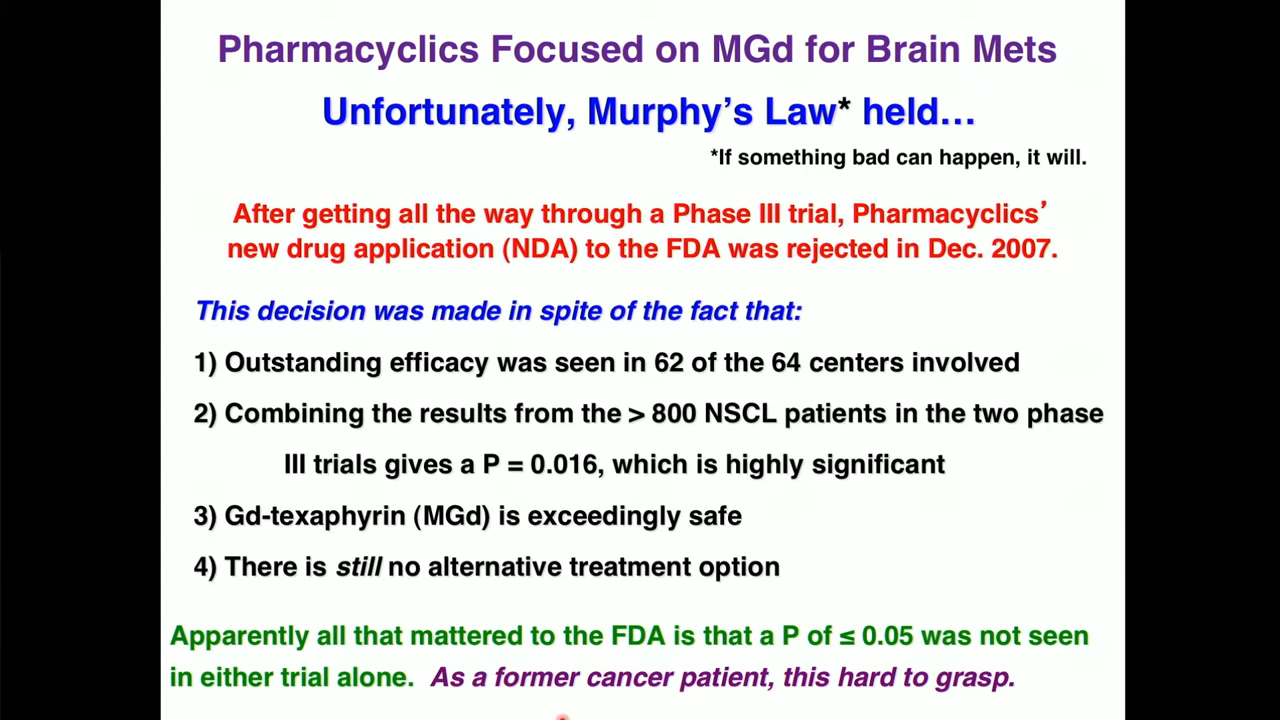 Pharmacyclics Focused on MGd for Brain Mets
Unfortunately, Murphy’s Law* held…
*If something bad can happen, it will.
After getting all the way through a Phase III trial, Pharmacyclics’
new drug application (NDA) to the FDA was rejected in Dec. 2007.
This decision was made in spite of the fact that:
1) Outstanding efficacy was seen in 62 of the 64 centers involved
2) Combining the results from the > 800 NSCL patients in the two phase
III trials gives a P = 0.016, which is highly significant
3) Gd-texaphyrin (MGd) is exceedingly safe
4) There is still no alternative treatment option
Apparently all that mattered to the FDA is that a P of ≤ 0.05 was not seen
in either trial alone. As a former cancer patient, this hard to grasp.